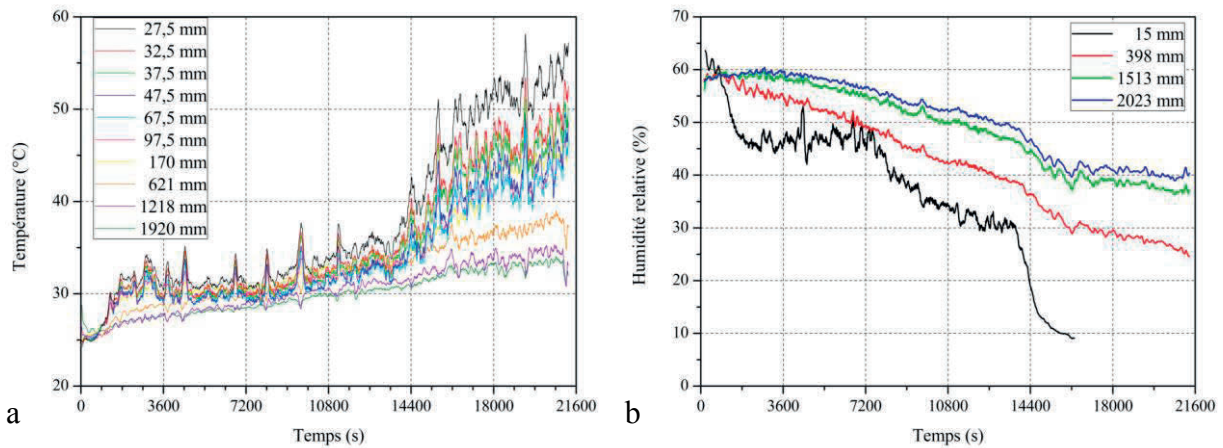 60
50
40
30
20
Température (°C)
27,5 mm
32,5 mm
37,5 mm
47,5 mm
67,5 mm
97,5 mm
170 mm
621 mm
1218 mm
1920 mm
0 3600 7200 10800 14400 18000 21600
Temps (s)
a
70
60
50
40
30
20
10
0
Humidité relative (%)
15 mm
398 mm
1513 mm
2023 mm
0 3600 7200 10800 14400 18000 21600
Temps (s)
b